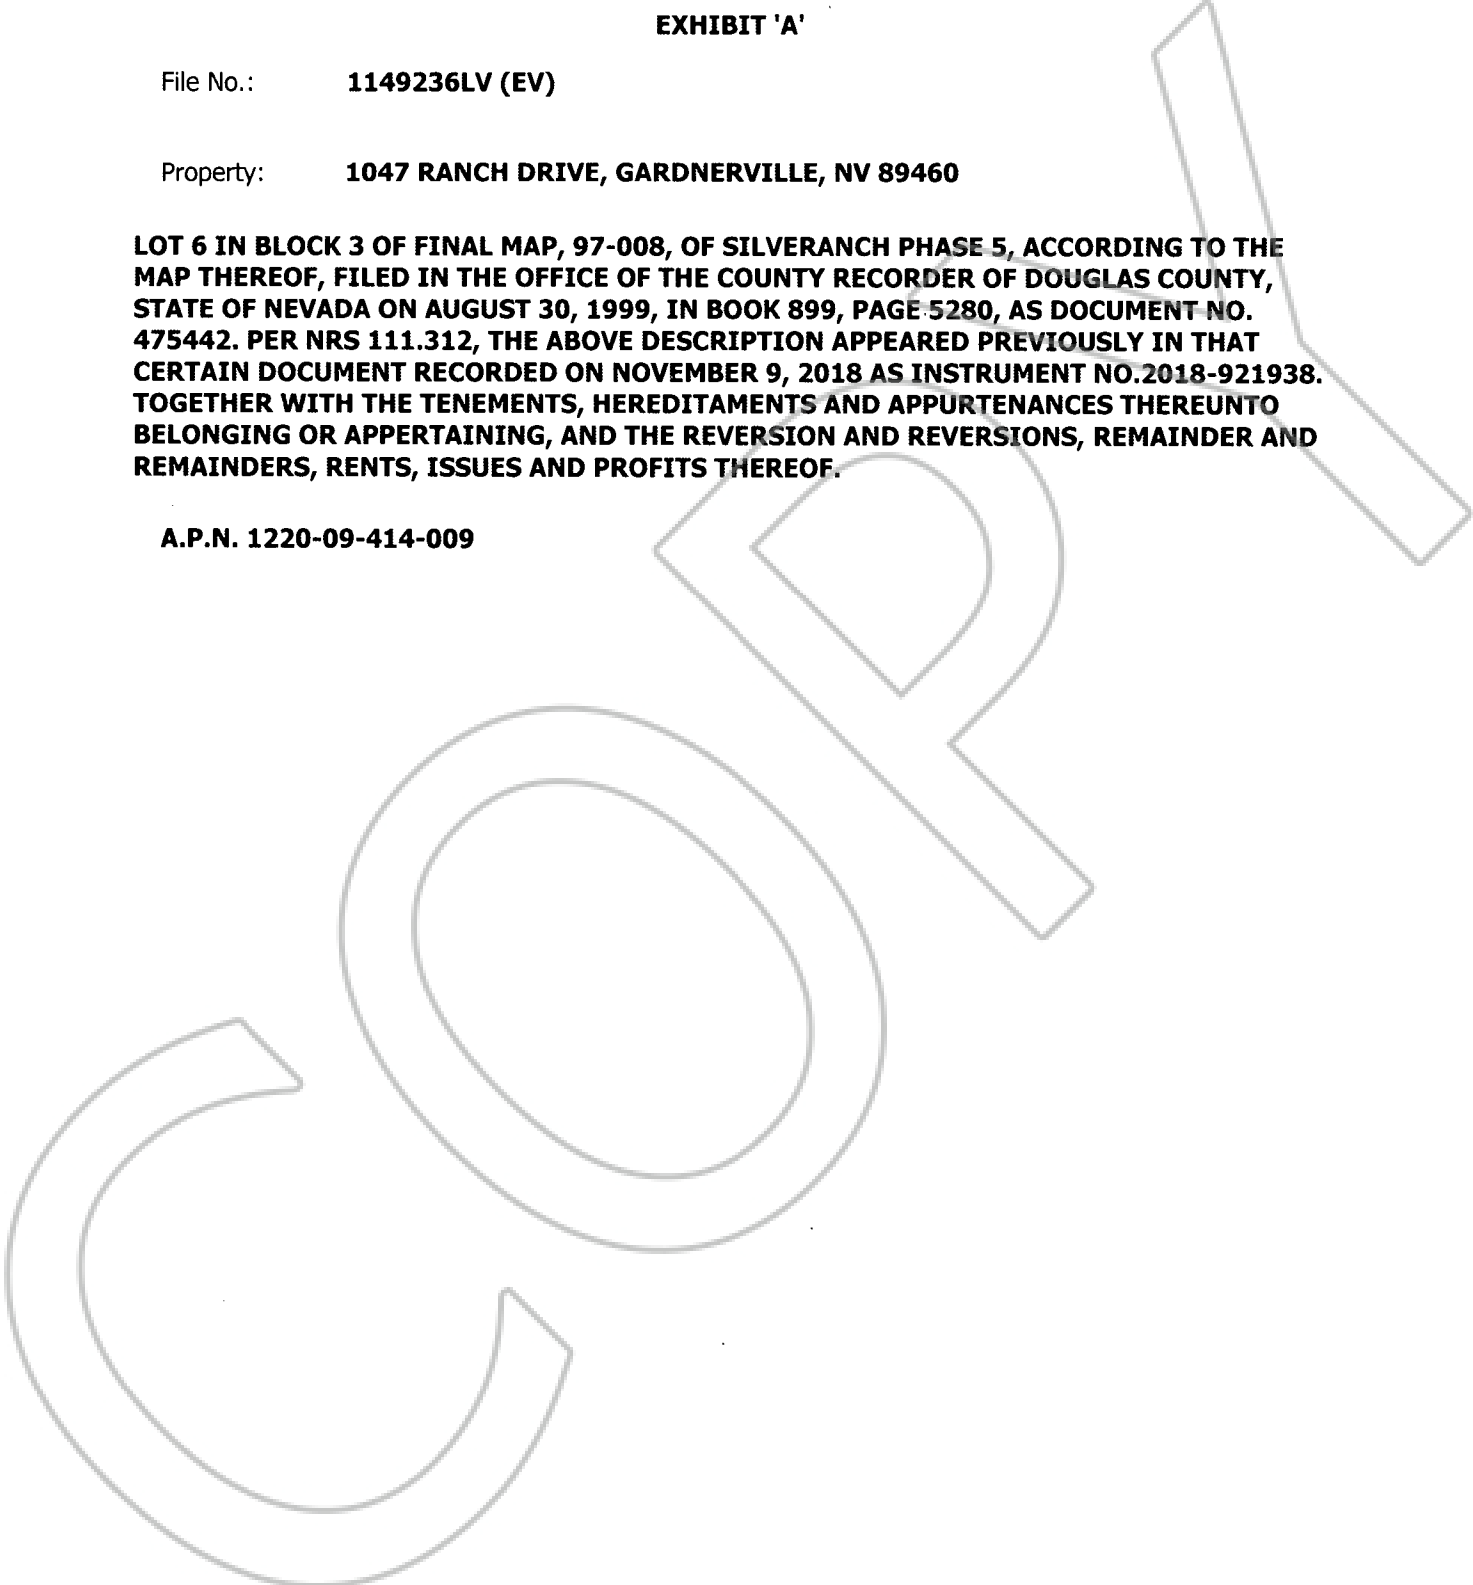 EXHIBIT 'A'
File No.: 1149236LV (EV)
Property: 1047 RANCH DRIVE, GARDNERVILLE, NV 89460
LOT 6 IN BLOCK 3 OF FINAL MAP, 97-008, OF SILVERANCH PHASE 5, ACCORDING TO THE
MAP THEREOF, FILED IN THE OFFICE OF THE COUNTY RECORDER OF DOUGLAS COUNTY,
STATE OF NEVADA ON AUGUST 30, 1999, IN BOOK 899, PAGE 5280, AS DOCUMENT NO.
475442. PER NRS 111.312, THE ABOVE DESCRIPTION APPEARED PREVIOUSLY IN THAT
CERTAIN DOCUMENT RECORDED ON NOVEMBER 9, 2018 AS INSTRUMENT NO.2018-921938.
TOGETHER WITH THE TENEMENTS, HEREDITAMENTS AND APPURTENANCES THEREUNTO
BELONGING OR APPERTAINING, AND THE REVERSION AND REVERSIONS, REMAINDER AND
REMAINDERS, RENTS, ISSUES AND PROFITS THEREOF.
A.P.N. 1220-09-414-009
COPY